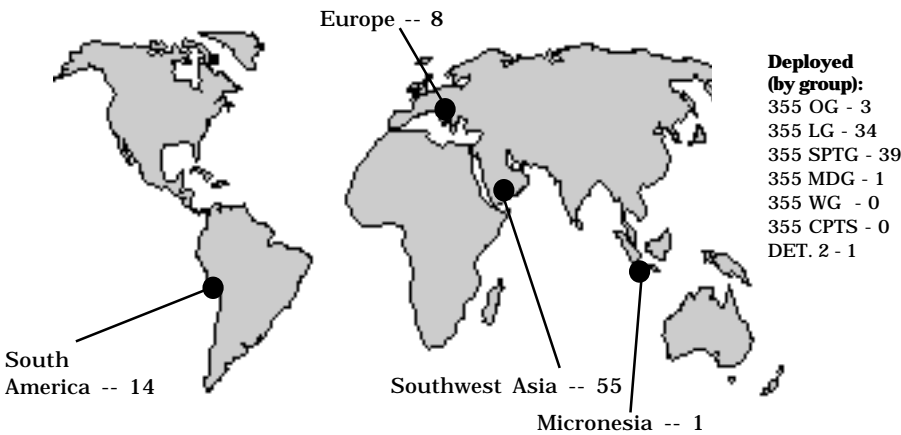 Europe -- 8
Deployed
(by group):
355 OG - 3
355 LG - 34
355 SPTG - 39
355 MDG - 1
355 WG - 0
355 CPTS - 0
DET. 2 - 1
South
America -- 14
Southwest Asia -- 55
Micronesia -- 1